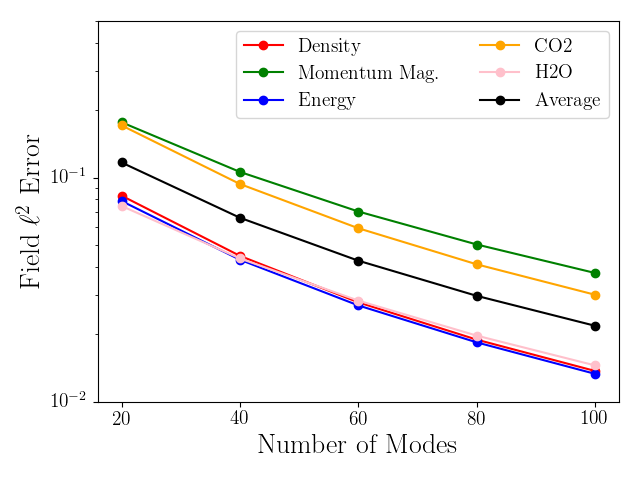 Density
Momentum Mag.
Energy
CO2
H2O
Average
Field ℓ² Error
10⁻¹
10⁻²
20 40 60 80 100
Number of Modes